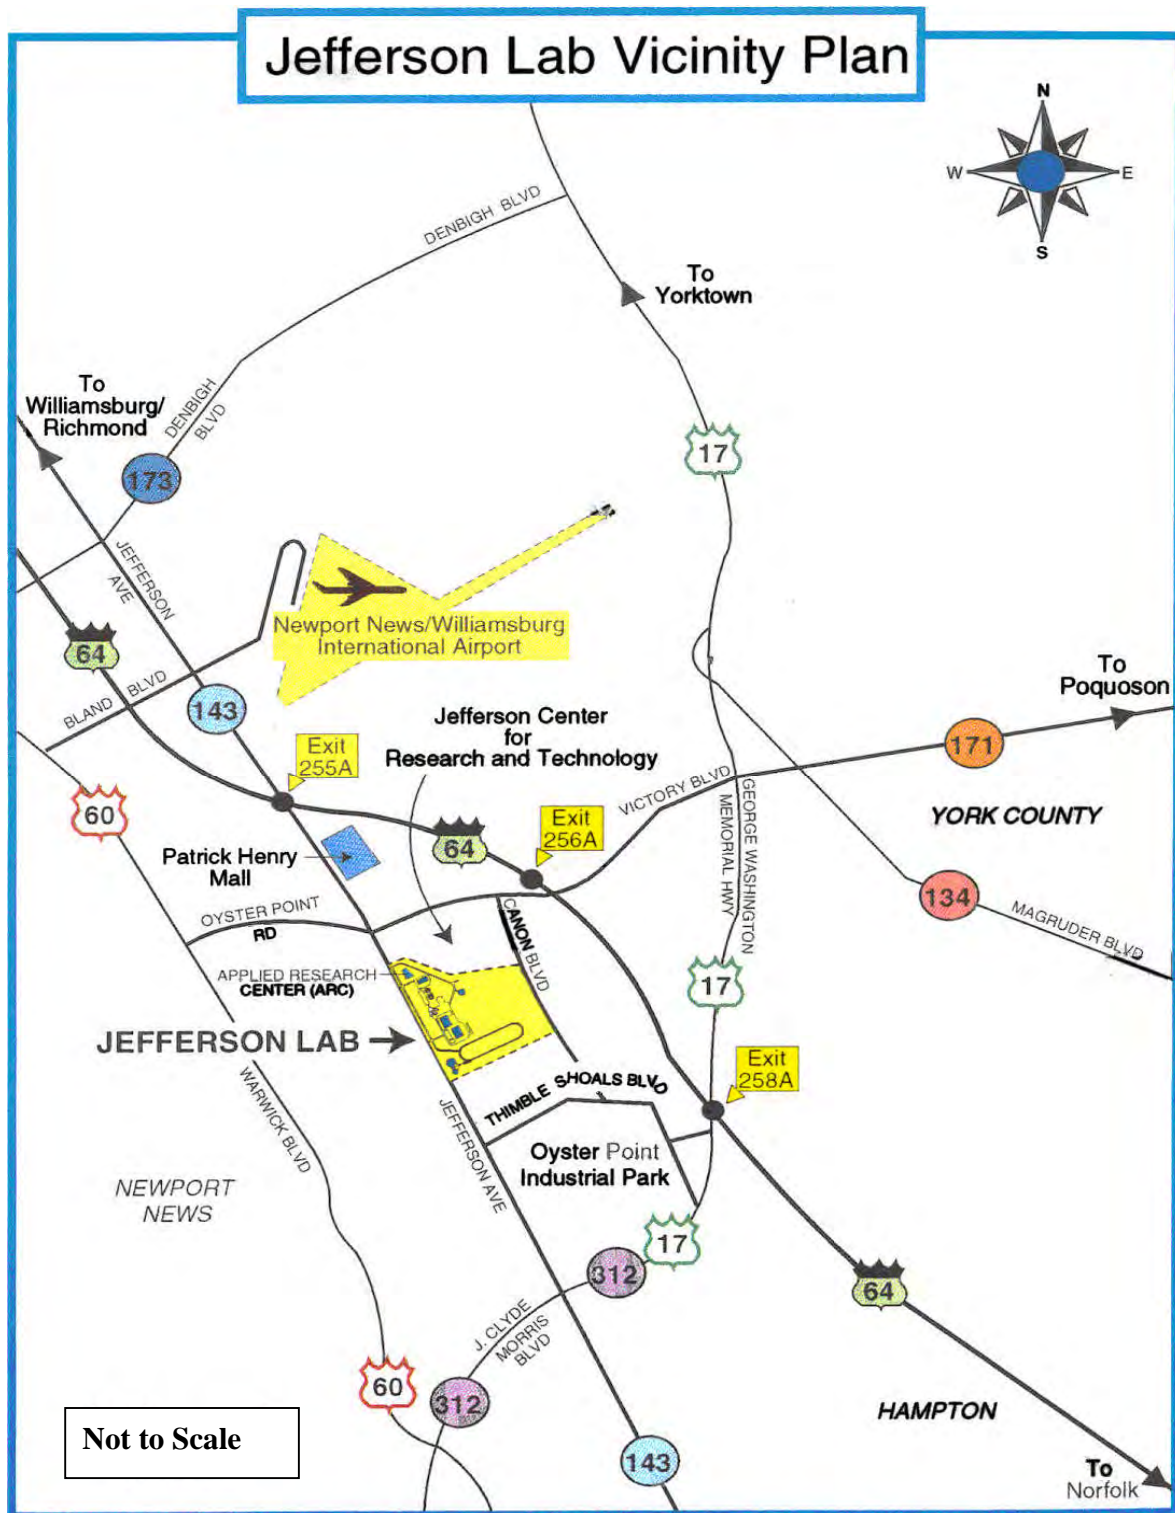 Jefferson Lab Vicinity Plan
N
W
E
S
DENBIGH BLVD
To
Yorktown
To
Williamsburg/
Richmond
DENBIGH
BLVD
17
173
JEFFERSON
AVE
Newport News/Williamsburg
International Airport
64
BLAND BLVD
143
To
Poquoson
Jefferson Center
for
Research and Technology
171
Exit
255A
VICTORY BLVD
GEORGE WASHINGTON
MEMORIAL HWY
YORK COUNTY
60
Exit
256A
64
Patrick Henry
Mall
134
MAGRUDER BLVD
OYSTER POINT
RD
CANON BLVD
APPLIED RESEARCH
CENTER (ARC)
17
JEFFERSON LAB
Exit
258A
WARWICK BLVD
THIMBLE SHOALS BLVD
JEFFERSON AVE
Oyster Point
Industrial Park
NEWPORT
NEWS
17
312
64
J. CLYDE
MORRIS
BLVD
60
312
HAMPTON
Not to Scale
143
To
Norfolk